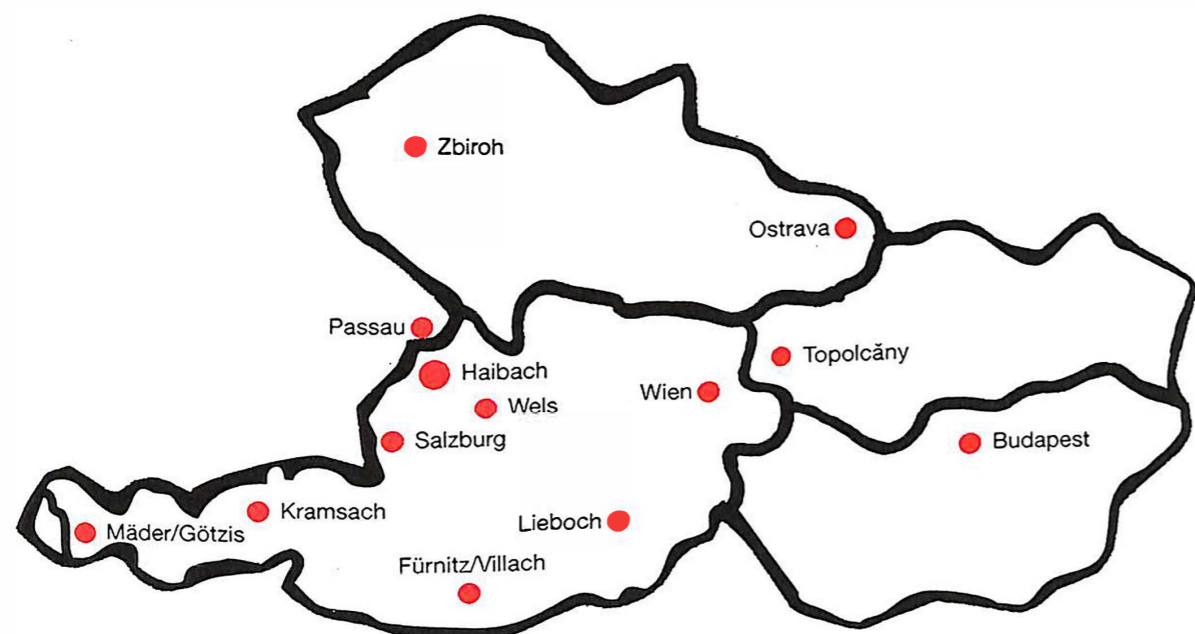 Zbiroh
Ostrava
Passau
Topolcăny
Haibach
Wien
Wels
Salzburg
Budapest
Kramsach
Lieboch
Mäder/Götzis
Fürnitz/Villach